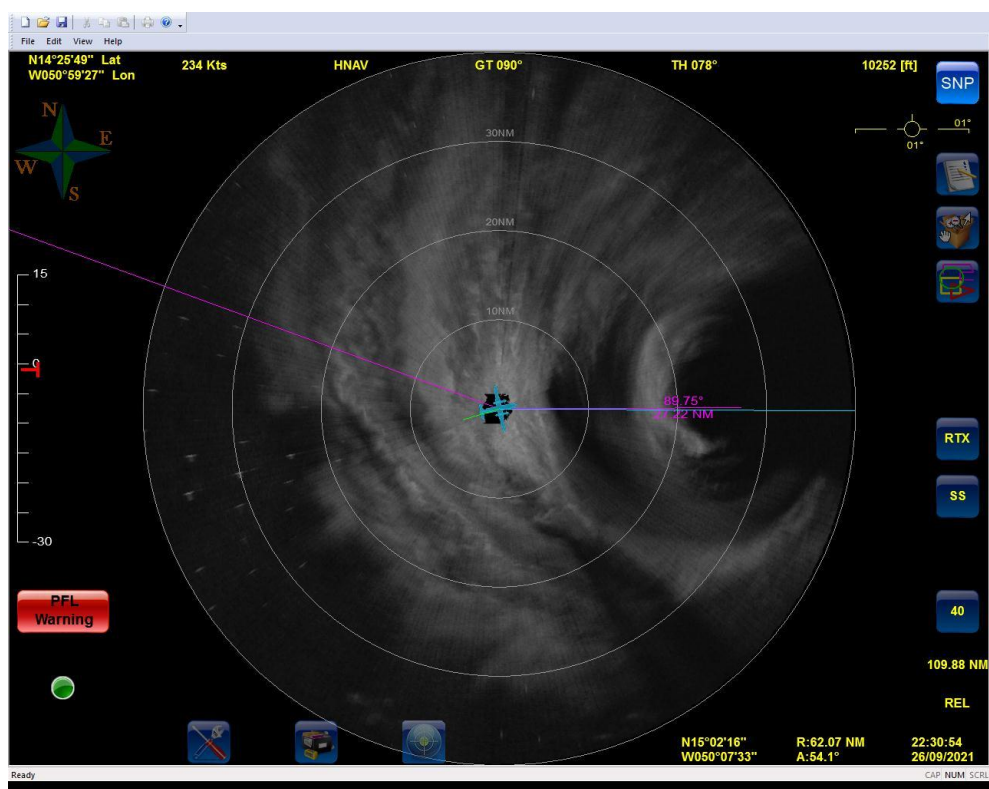 File Edit View Help
N14°25'49" Lat
W050°59'27" Lon
234 Kts
HNAV
GT 090°
TH 078°
10252 [ft]
SNP
N
E
W
S
01°
01°
30NM
20NM
10NM
15
0
-30
89.75°
NM
RTX
SS
40
PFL
Warning
109.88 NM
REL
N15°02'16"
W050°07'33"
R:62.07 NM
A:54.1°
22:30:54
26/09/2021
Ready
CAP NUM SCRL